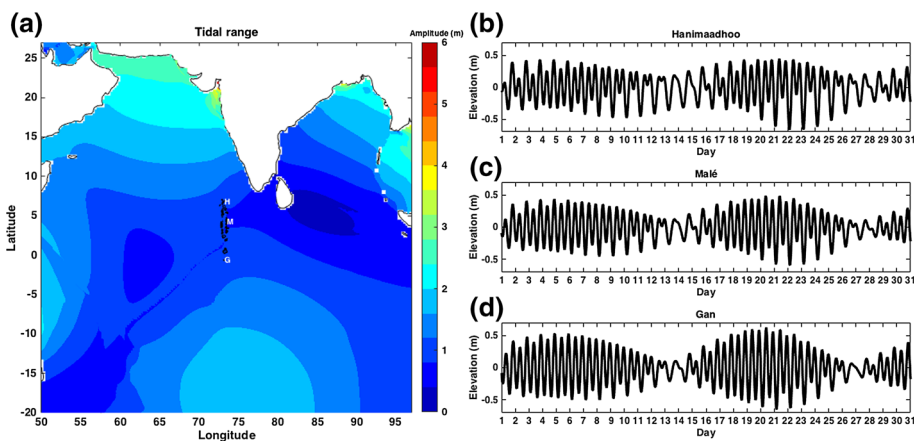 (a)
Tidal range
Amplitude (m)
25
20
15
10
5
0
-5
-10
-15
-20
Latitude
H
M
G
50 55 60 65 70 75 80 85 90 95
Longitude
6
5
4
3
2
1
0
(b)
Hanimaadhoo
Elevation (m)
0.5
0
-0.5
1 2 3 4 5 6 7 8 9 10 11 12 13 14 15 16 17 18 19 20 21 22 23 24 25 26 27 28 29 30 31
Day
(c)
Malé
Elevation (m)
0.5
0
-0.5
1 2 3 4 5 6 7 8 9 10 11 12 13 14 15 16 17 18 19 20 21 22 23 24 25 26 27 28 29 30 31
Day
(d)
Gan
Elevation (m)
0.5
0
-0.5
1 2 3 4 5 6 7 8 9 10 11 12 13 14 15 16 17 18 19 20 21 22 23 24 25 26 27 28 29 30 31
Day